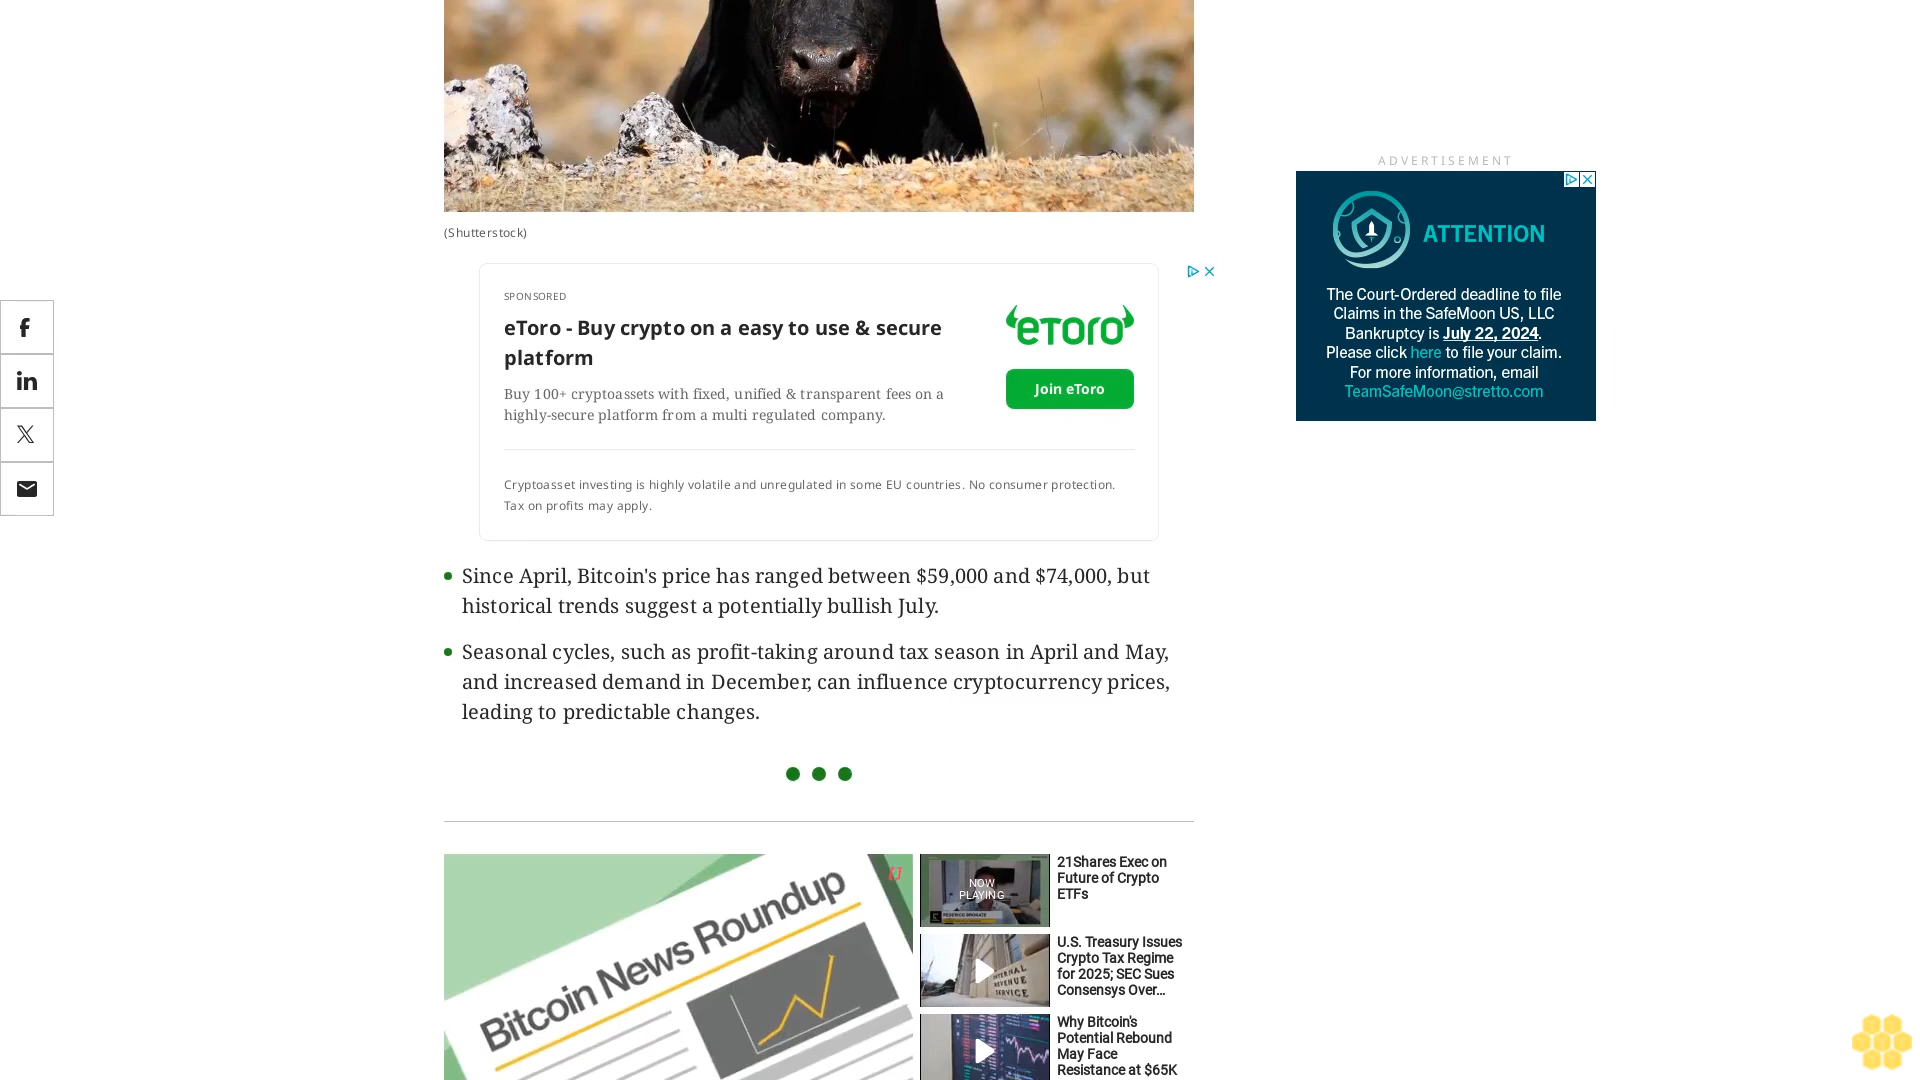 (Shutterstock)
SPONSORED
eToro - Buy crypto on a easy to use & secure
platform
Buy 100+ cryptoassets with fixed, unified & transparent fees on a
highly-secure platform from a multi regulated company.
eToro
Join eToro
Cryptoasset investing is highly volatile and unregulated in some EU countries. No consumer protection.
Tax on profits may apply.
Since April, Bitcoin's price has ranged between $59,000 and $74,000, but
historical trends suggest a potentially bullish July.
Seasonal cycles, such as profit-taking around tax season in April and May,
and increased demand in December, can influence cryptocurrency prices,
leading to predictable changes.
Bitcoin News Roundup
NOW
PLAYING
FEDERICO BROKATE
21Shares Exec on
Future of Crypto
ETFs
INTERNAL
REVENUE
SERVICE
U.S. Treasury Issues
Crypto Tax Regime
for 2025; SEC Sues
Consensys Over...
Why Bitcoin's
Potential Rebound
May Face
Resistance at $65K
ADVERTISEMENT
ATTENTION
The Court-Ordered deadline to file
Claims in the SafeMoon US, LLC
Bankruptcy is July 22, 2024.
Please click here to file your claim.
For more information, email
TeamSafeMoon@stretto.com